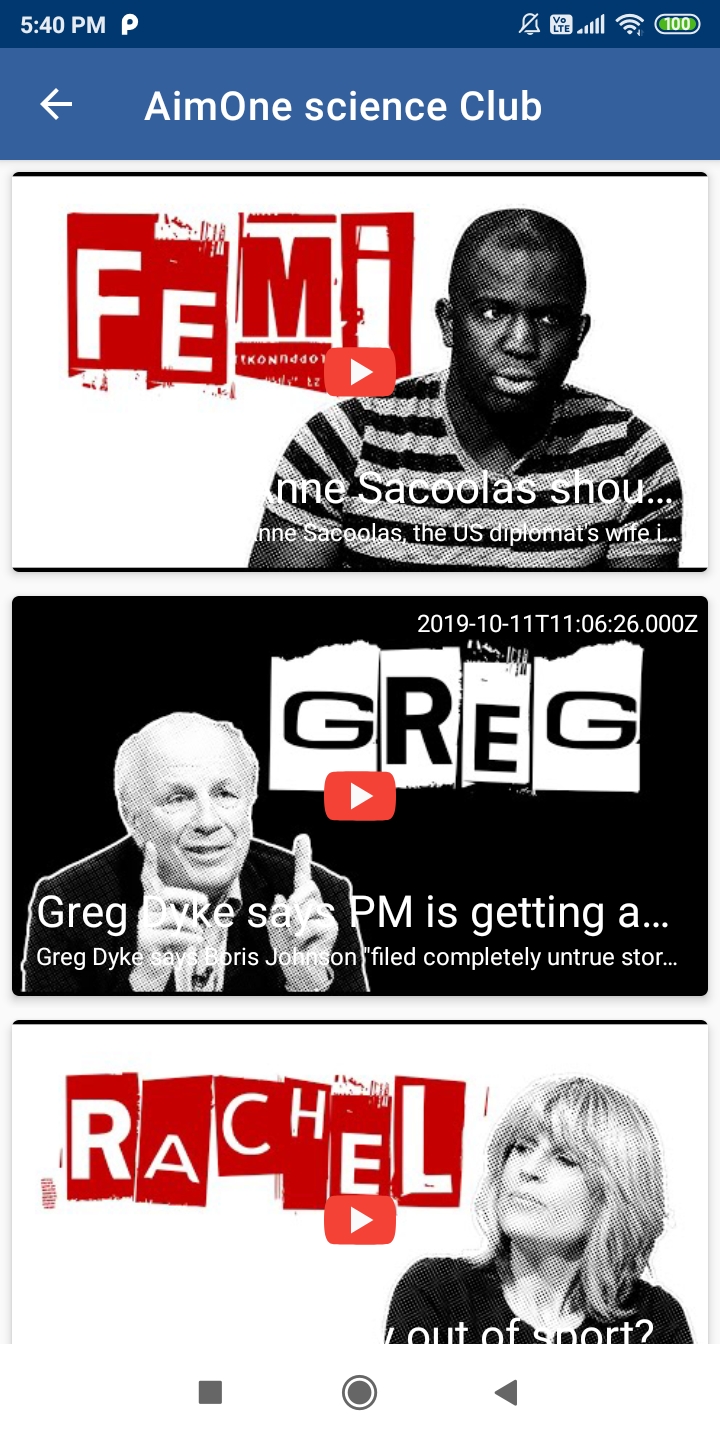 5:40 PM
Vo LTE
100
AimOne science Club
FEMI
nne Sacoolas shou...
nne Sacoolas, the US diplomat's wife i...
2019-10-11T11:06:26.000Z
GREG
Greg Dyke says PM is getting a...
Greg Dyke says Boris Johnson "filed completely untrue stor...
RACHEL
y out of sport?